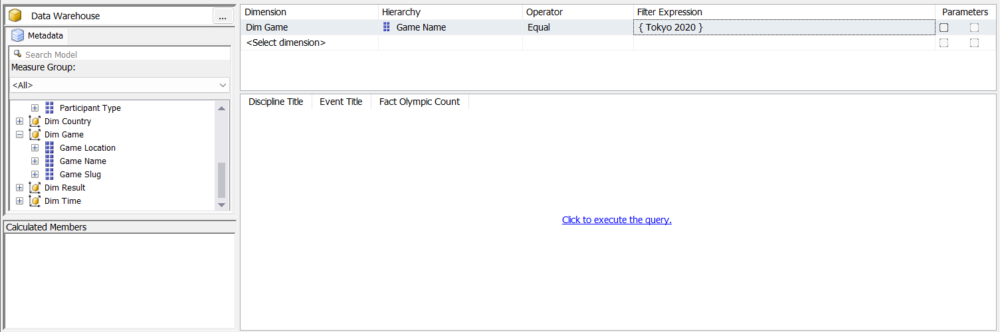 Data Warehouse
...
Metadata
Search Model
Measure Group:
<All>
Participant Type
Dim Country
Dim Game
Game Location
Game Name
Game Slug
Dim Result
Dim Time
Calculated Members
Dimension Hierarchy Operator Filter Expression Parameters
Dim Game Game Name Equal { Tokyo 2020 }
<Select dimension>
Discipline Title Event Title Fact Olympic Count
Click to execute the query.